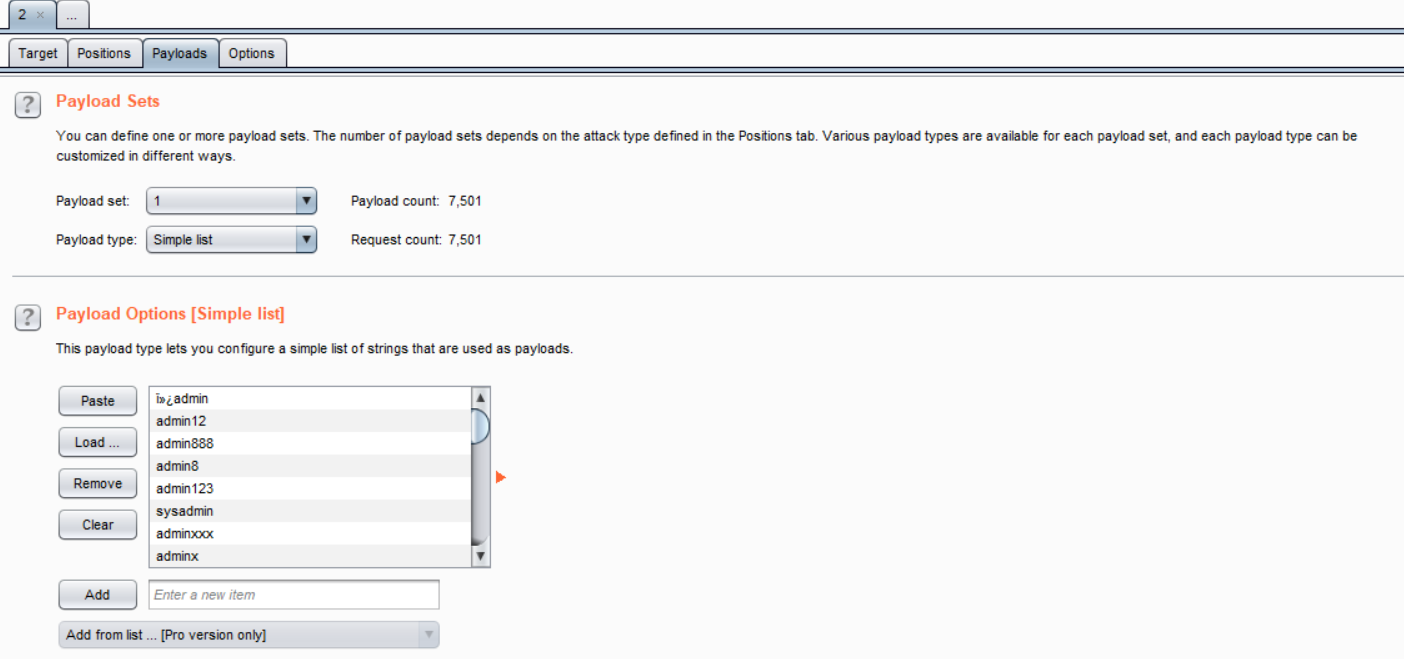 2 ×
...
Target
Positions
Payloads
Options
? Payload Sets
You can define one or more payload sets. The number of payload sets depends on the attack type defined in the Positions tab. Various payload types are available for each payload set, and each payload type can be
customized in different ways.
Payload set: 1 Payload count: 7,501
Payload type: Simple list Request count: 7,501
? Payload Options [Simple list]
This payload type lets you configure a simple list of strings that are used as payloads.
Paste
Load ...
Remove
Clear
ï»¿admin
admin12
admin888
admin8
admin123
sysadmin
adminxxx
adminx
Add
Enter a new item
Add from list ... [Pro version only]